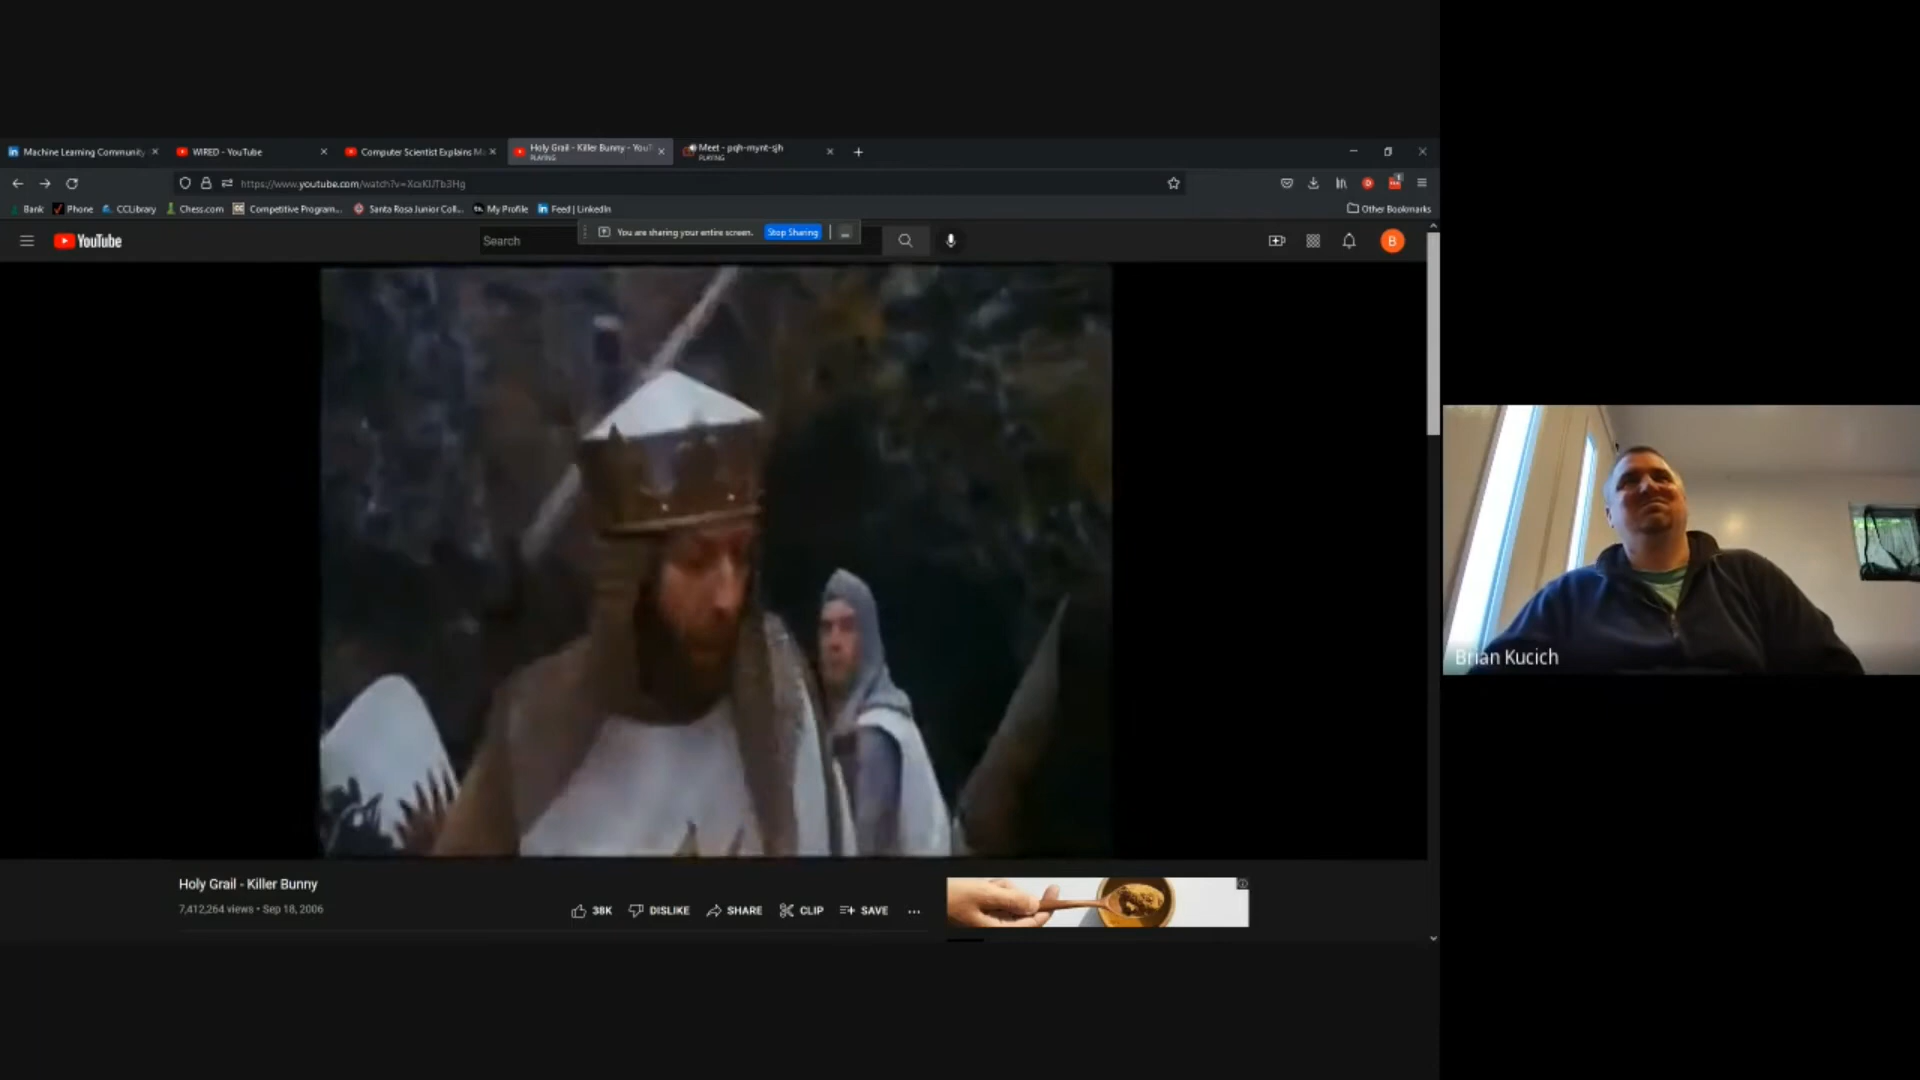 Machine Learning Community
WIRED - YouTube
Computer Scientist Explains M
Holy Grail - Killer Bunny - YouT
PLAYING
Meet - pqh-mynt-sjh
PLAYING
Bank
Phone
CCLibrary
Chess.com
Competitive Program...
Santa Rosa Junior Coll...
My Profile
Feed | LinkedIn
Other Bookmarks
YouTube
Search
You are sharing your entire screen.
Stop Sharing
B
Brian Kucich
Holy Grail - Killer Bunny
7,412,264 views • Sep 18, 2006
38K
DISLIKE
SHARE
CLIP
SAVE